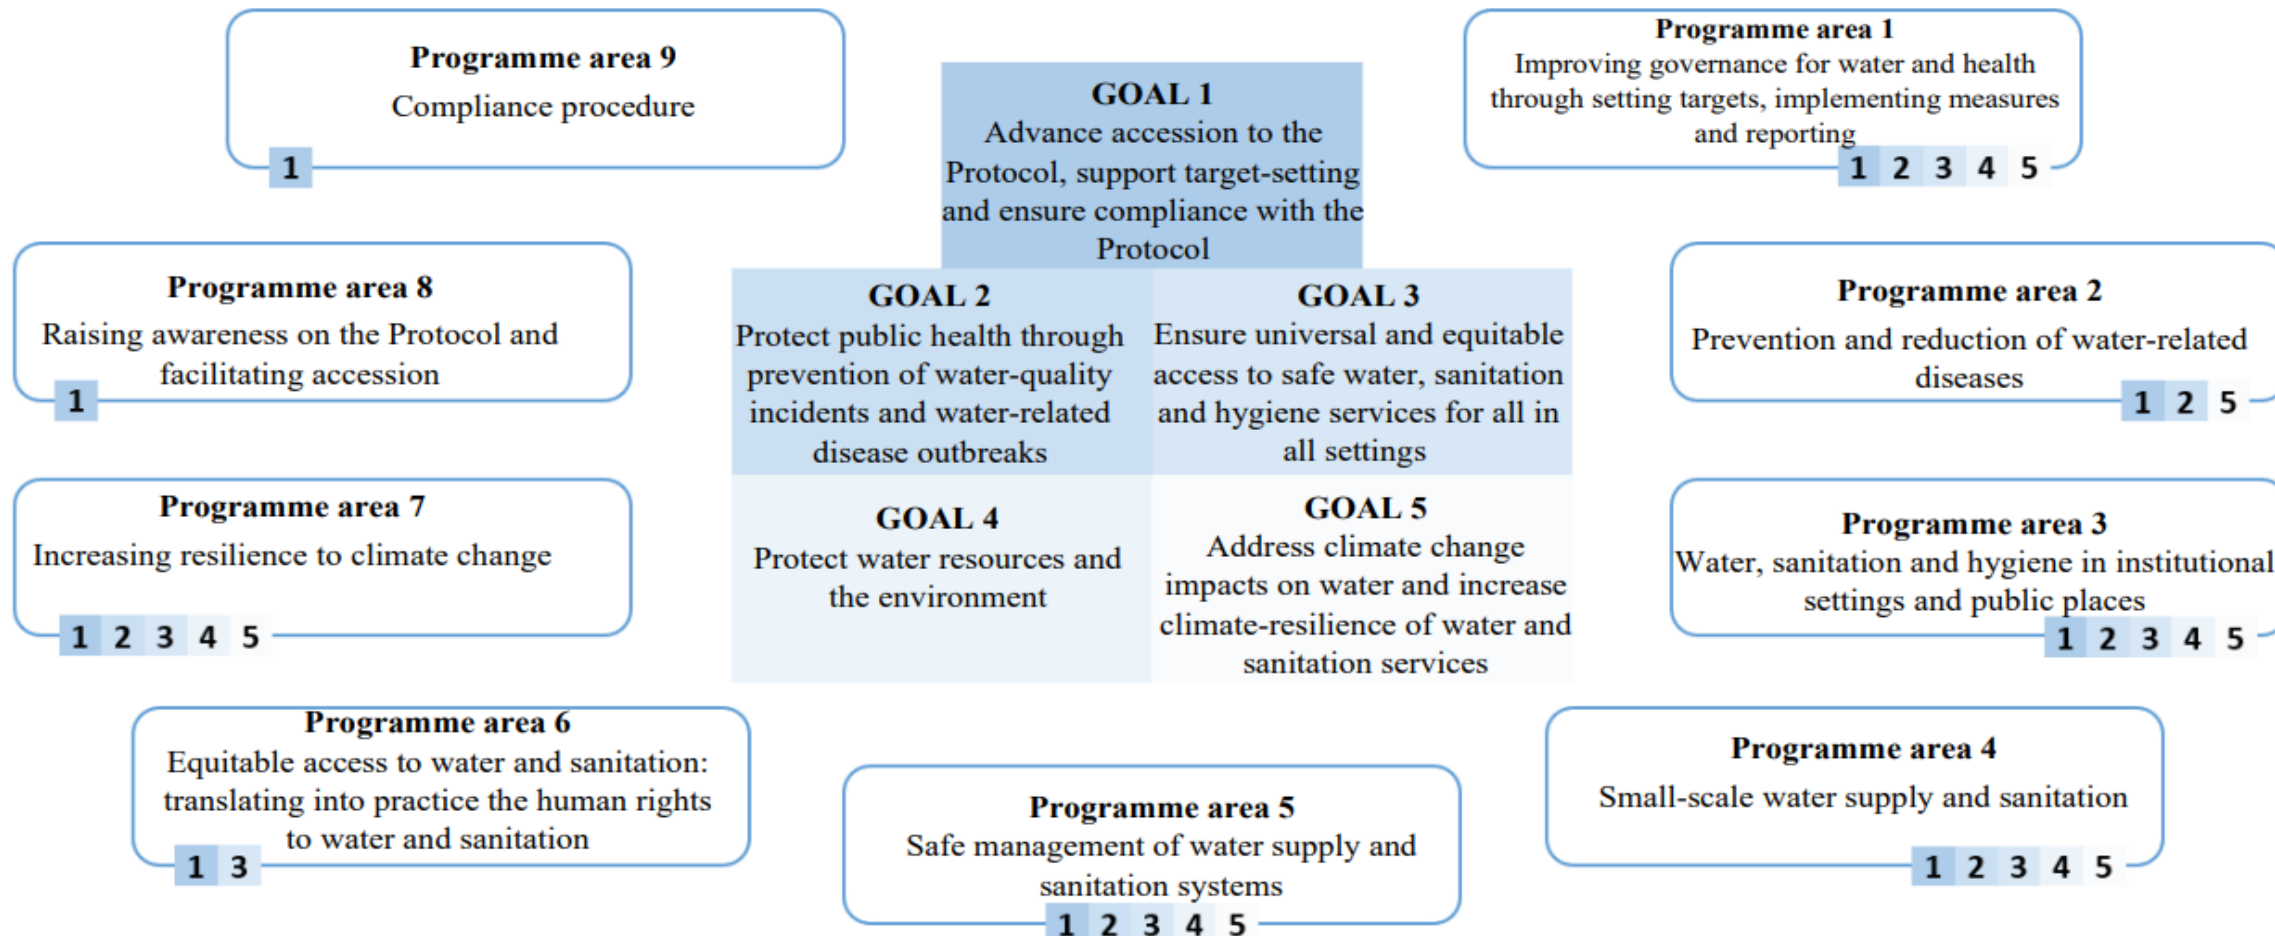 Programme area 9
Compliance procedure
1
GOAL 1
Advance accession to the
Protocol, support target-setting
and ensure compliance with the
Protocol
Programme area 1
Improving governance for water and health
through setting targets, implementing measures
and reporting
1 2 3 4 5
Programme area 8
Raising awareness on the Protocol and
facilitating accession
1
GOAL 2
Protect public health through
prevention of water-quality
incidents and water-related
disease outbreaks
GOAL 3
Ensure universal and equitable
access to safe water, sanitation
and hygiene services for all in
all settings
Programme area 2
Prevention and reduction of water-related
diseases
1 2 5
Programme area 7
Increasing resilience to climate change
1 2 3 4 5
GOAL 4
Protect water resources and
the environment
GOAL 5
Address climate change
impacts on water and increase
climate-resilience of water and
sanitation services
Programme area 3
Water, sanitation and hygiene in institutional
settings and public places
1 2 3 4 5
Programme area 6
Equitable access to water and sanitation:
translating into practice the human rights
to water and sanitation
1 3
Programme area 5
Safe management of water supply and
sanitation systems
1 2 3 4 5
Programme area 4
Small-scale water supply and sanitation
1 2 3 4 5